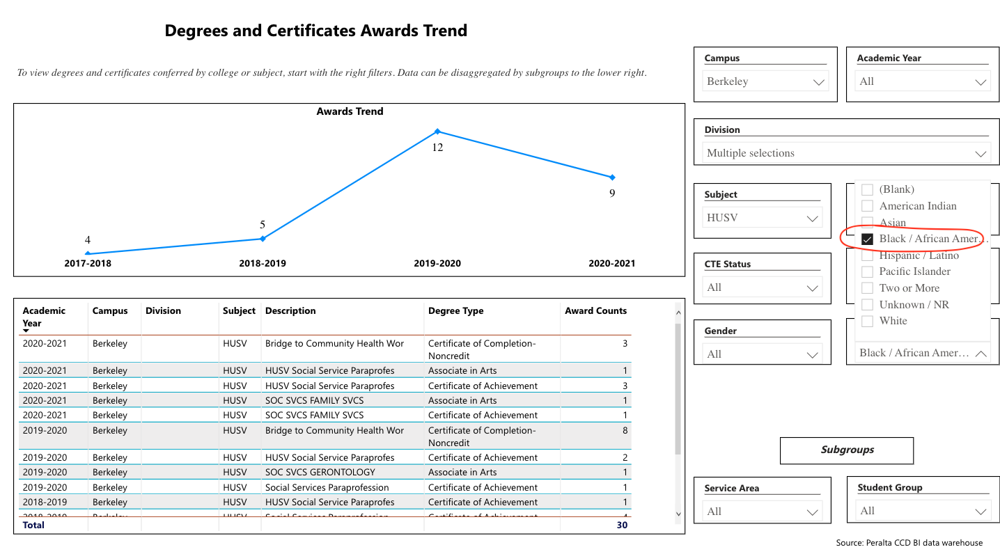 Degrees and Certificates Awards Trend
To view degrees and certificates conferred by college or subject, start with the right filters. Data can be disaggregated by subgroups to the lower right.
Awards Trend
4
5
12
9
2017-2018 2018-2019 2019-2020 2020-2021
Academic Year Campus Division Subject Description Degree Type Award Counts
2020-2021 Berkeley HUSV Bridge to Community Health Wor Certificate of Completion-
Noncredit 3
2020-2021 Berkeley HUSV HUSV Social Service Paraprofes Associate in Arts 1
2020-2021 Berkeley HUSV HUSV Social Service Paraprofes Certificate of Achievement 3
2020-2021 Berkeley HUSV SOC SVCS FAMILY SVCS Associate in Arts 1
2020-2021 Berkeley HUSV SOC SVCS FAMILY SVCS Certificate of Achievement 1
2019-2020 Berkeley HUSV Bridge to Community Health Wor Certificate of Completion-
Noncredit 8
2019-2020 Berkeley HUSV HUSV Social Service Paraprofes Certificate of Achievement 2
2019-2020 Berkeley HUSV SOC SVCS GERONTOLOGY Associate in Arts 1
2019-2020 Berkeley HUSV Social Services Paraprofession Certificate of Achievement 1
2018-2019 Berkeley HUSV HUSV Social Service Paraprofes Certificate of Achievement 1
Total 30
Campus
Berkeley
Academic Year
All
Division
Multiple selections
Subject
HUSV
CTE Status
All
Gender
All
(Blank)
American Indian
Asian
Black / African Amer...
Hispanic / Latino
Pacific Islander
Two or More
Unknown / NR
White
Black / African Amer...
Subgroups
Service Area
All
Student Group
All
Source: Peralta CCD BI data warehouse